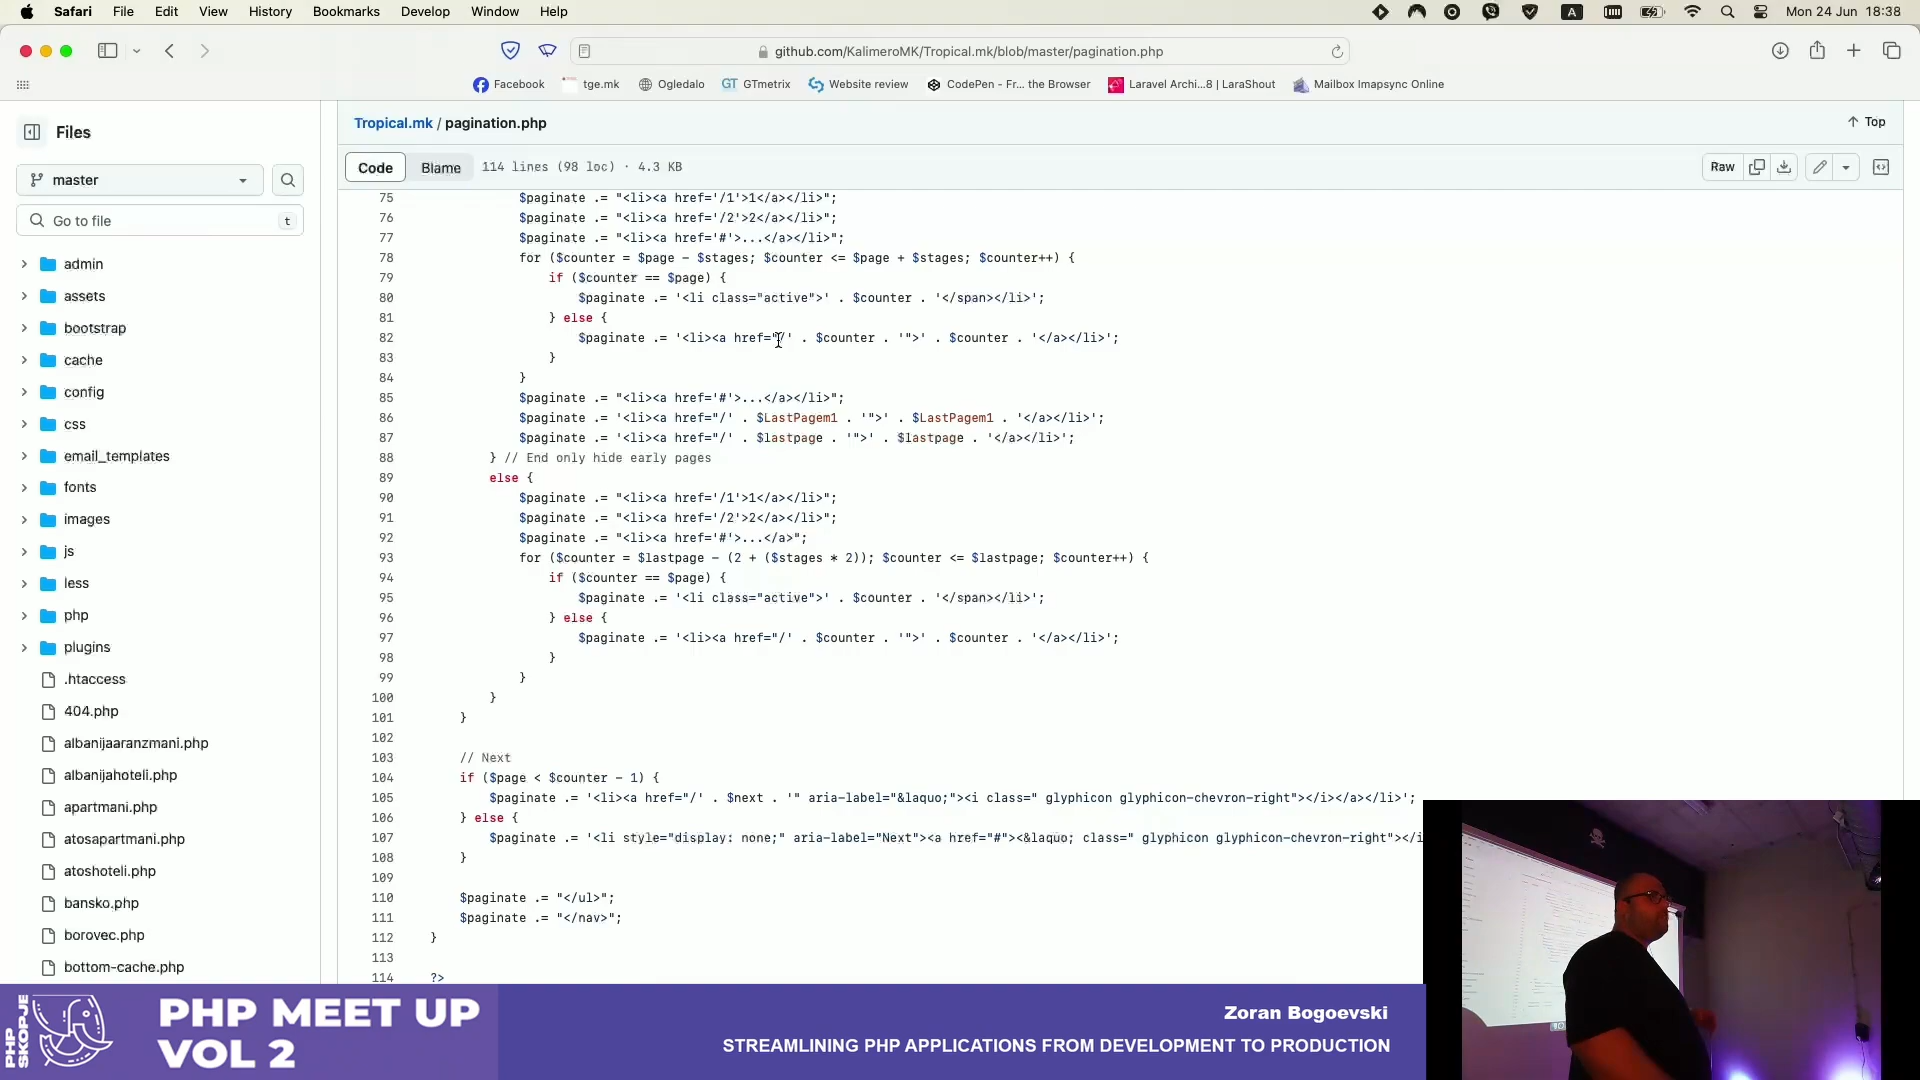 Safari File Edit View History Bookmarks Develop Window Help A Mon 24 Jun 18:38
github.com/KalimeroMK/Tropical.mk/blob/master/pagination.php
Facebook tge.mk Ogledalo GT GTmetrix Website review CodePen - Fr... the Browser Laravel Archi...8 | LaraShout Mailbox Imapsync Online
Files
master
Go to file t
admin
assets
bootstrap
cache
config
css
email_templates
fonts
images
js
less
php
plugins
.htaccess
404.php
albanijaaranzmani.php
albanijahoteli.php
apartmani.php
atosapartmani.php
atoshoteli.php
bansko.php
borovec.php
bottom-cache.php
Tropical.mk / pagination.php
Top
Code Blame 114 lines (98 loc) · 4.3 KB Raw
75 $paginate .= "<li><a href='/1'>1</a></li>";
76 $paginate .= "<li><a href='/2'>2</a></li>";
77 $paginate .= "<li><a href='#'>...</a></li>";
78 for ($counter = $page - $stages; $counter <= $page + $stages; $counter++) {
79 if ($counter == $page) {
80 $paginate .= '<li class="active">' . $counter . '</span></li>';
81 } else {
82 $paginate .= '<li><a href="/' . $counter . '">' . $counter . '</a></li>';
83 }
84 }
85 $paginate .= "<li><a href='#'>...</a></li>";
86 $paginate .= '<li><a href="/' . $LastPagem1 . '">' . $LastPagem1 . '</a></li>';
87 $paginate .= '<li><a href="/' . $lastpage . '">' . $lastpage . '</a></li>';
88 } // End only hide early pages
89 else {
90 $paginate .= "<li><a href='/1'>1</a></li>";
91 $paginate .= "<li><a href='/2'>2</a></li>";
92 $paginate .= "<li><a href='#'>...</a>";
93 for ($counter = $lastpage - (2 + ($stages * 2)); $counter <= $lastpage; $counter++) {
94 if ($counter == $page) {
95 $paginate .= '<li class="active">' . $counter . '</span></li>';
96 } else {
97 $paginate .= '<li><a href="/' . $counter . '">' . $counter . '</a></li>';
98 }
99 }
100 }
101 }
102
103 // Next
104 if ($page < $counter - 1) {
105 $paginate .= '<li><a href="/' . $next . '" aria-label="&laquo;"><i class=" glyphicon glyphicon-chevron-right"></i></a></li>';
106 } else {
107 $paginate .= '<li style="display: none;" aria-label="Next"><a href="#"><&laquo; class=" glyphicon glyphicon-chevron-right"></i
108 }
109
110 $paginate .= "</ul>";
111 $paginate .= "</nav>";
112 }
113
114 ?>
PHP SKOPJE
PHP MEET UP
VOL 2
Zoran Bogoevski
STREAMLINING PHP APPLICATIONS FROM DEVELOPMENT TO PRODUCTION